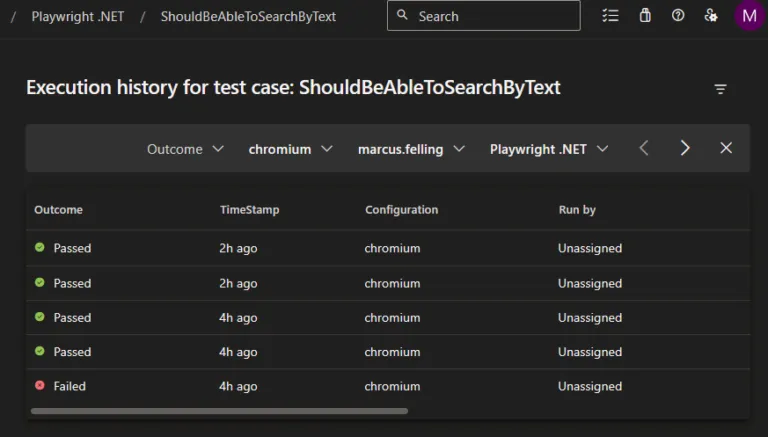 / Playwright .NET / ShouldBeAbleToSearchByText Search M
Execution history for test case: ShouldBeAbleToSearchByText
Outcome chromium marcus.felling Playwright .NET
Outcome TimeStamp Configuration Run by
Passed 2h ago chromium Unassigned
Passed 2h ago chromium Unassigned
Passed 4h ago chromium Unassigned
Passed 4h ago chromium Unassigned
Failed 4h ago chromium Unassigned